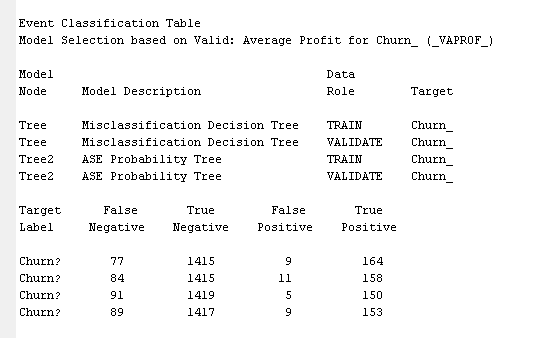 Event Classification Table
Model Selection based on Valid: Average Profit for Churn_ (_VAPROF_)
Model Data
Node Model Description Role Target
Tree Misclassification Decision Tree TRAIN Churn_
Tree Misclassification Decision Tree VALIDATE Churn_
Tree2 ASE Probability Tree TRAIN Churn_
Tree2 ASE Probability Tree VALIDATE Churn_
Target False True False True
Label Negative Negative Positive Positive
Churn? 77 1415 9 164
Churn? 84 1415 11 158
Churn? 91 1419 5 150
Churn? 89 1417 9 153